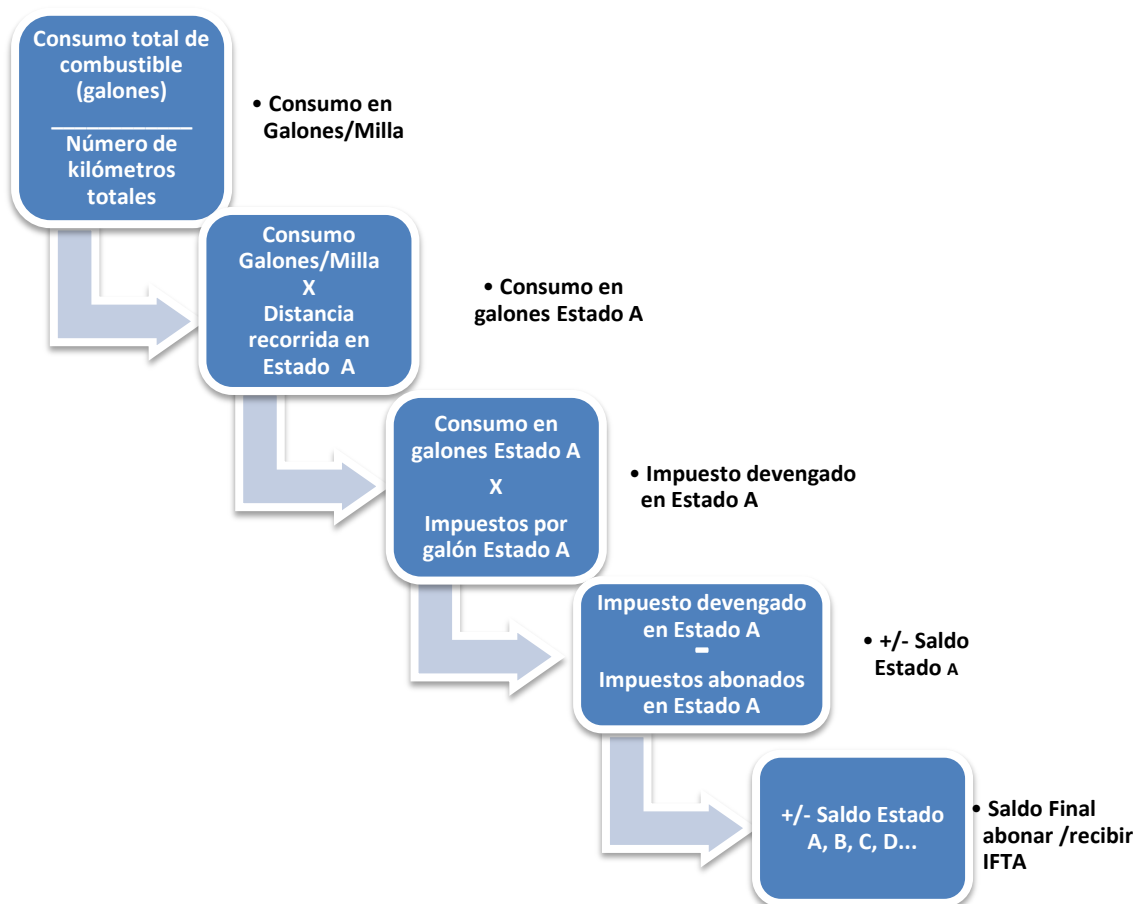 Consumo total de
combustible
(galones)
_______________
Número de
kilómetros
totales
• Consumo en
Galones/Milla
Consumo
Galones/Milla
X
Distancia
recorrida en
Estado A
• Consumo en
galones Estado A
Consumo en
galones Estado A
X
Impuestos por
galón Estado A
• Impuesto devengado
en Estado A
Impuesto devengado
en Estado A
-
Impuestos abonados
en Estado A
• +/- Saldo
Estado A
+/- Saldo Estado
A, B, C, D...
• Saldo Final
abonar /recibir
IFTA